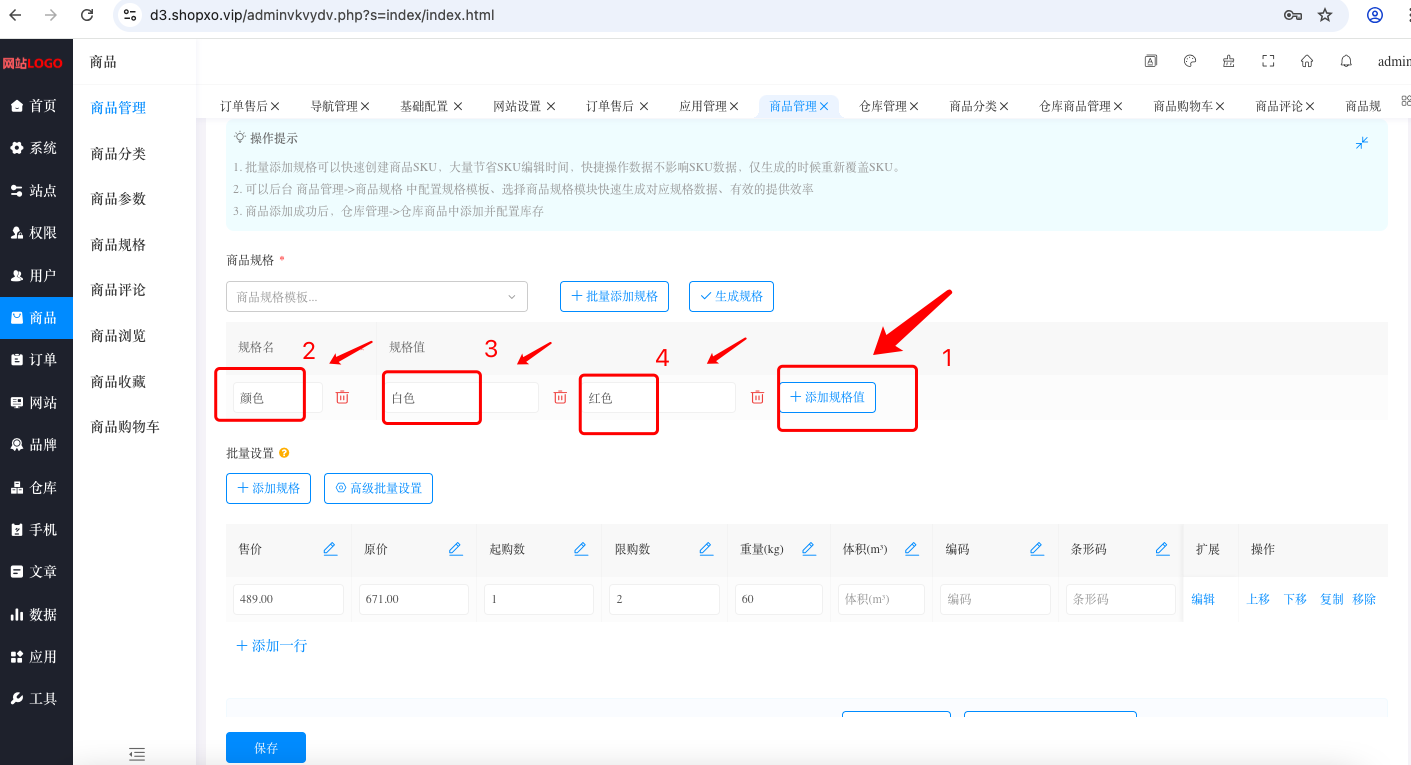 d3.shopxo.vip/adminvkvydv.php?s=index/index.html
网站LOGO
首页
系统
站点
权限
用户
商品
订单
网站
品牌
仓库
手机
文章
数据
应用
工具
商品
商品管理
商品分类
商品参数
商品规格
商品评论
商品浏览
商品收藏
商品购物车
admin
订单售后 导航管理 基础配置 网站设置 订单售后 应用管理 商品管理 仓库管理 商品分类 仓库商品管理 商品购物车 商品评论 商品规
操作提示
1. 批量添加规格可以快速创建商品SKU，大量节省SKU编辑时间，快捷操作数据不影响SKU数据，仅生成的时候重新覆盖SKU。
2. 可以后台 商品管理->商品规格 中配置规格模板、选择商品规格模块快速生成对应规格数据、有效的提供效率
3. 商品添加成功后，仓库管理->仓库商品中添加并配置库存
商品规格 *
商品规格模板... 批量添加规格 生成规格
规格名 2 规格值 3 4 1
颜色 白色 红色 添加规格值
批量设置
添加规格 高级批量设置
售价 原价 起购数 限购数 重量(kg) 体积(m³) 编码 条形码 扩展 操作
489.00 671.00 1 2 60 体积(m³) 编码 条形码 编辑 上移 下移 复制 移除
添加一行
保存